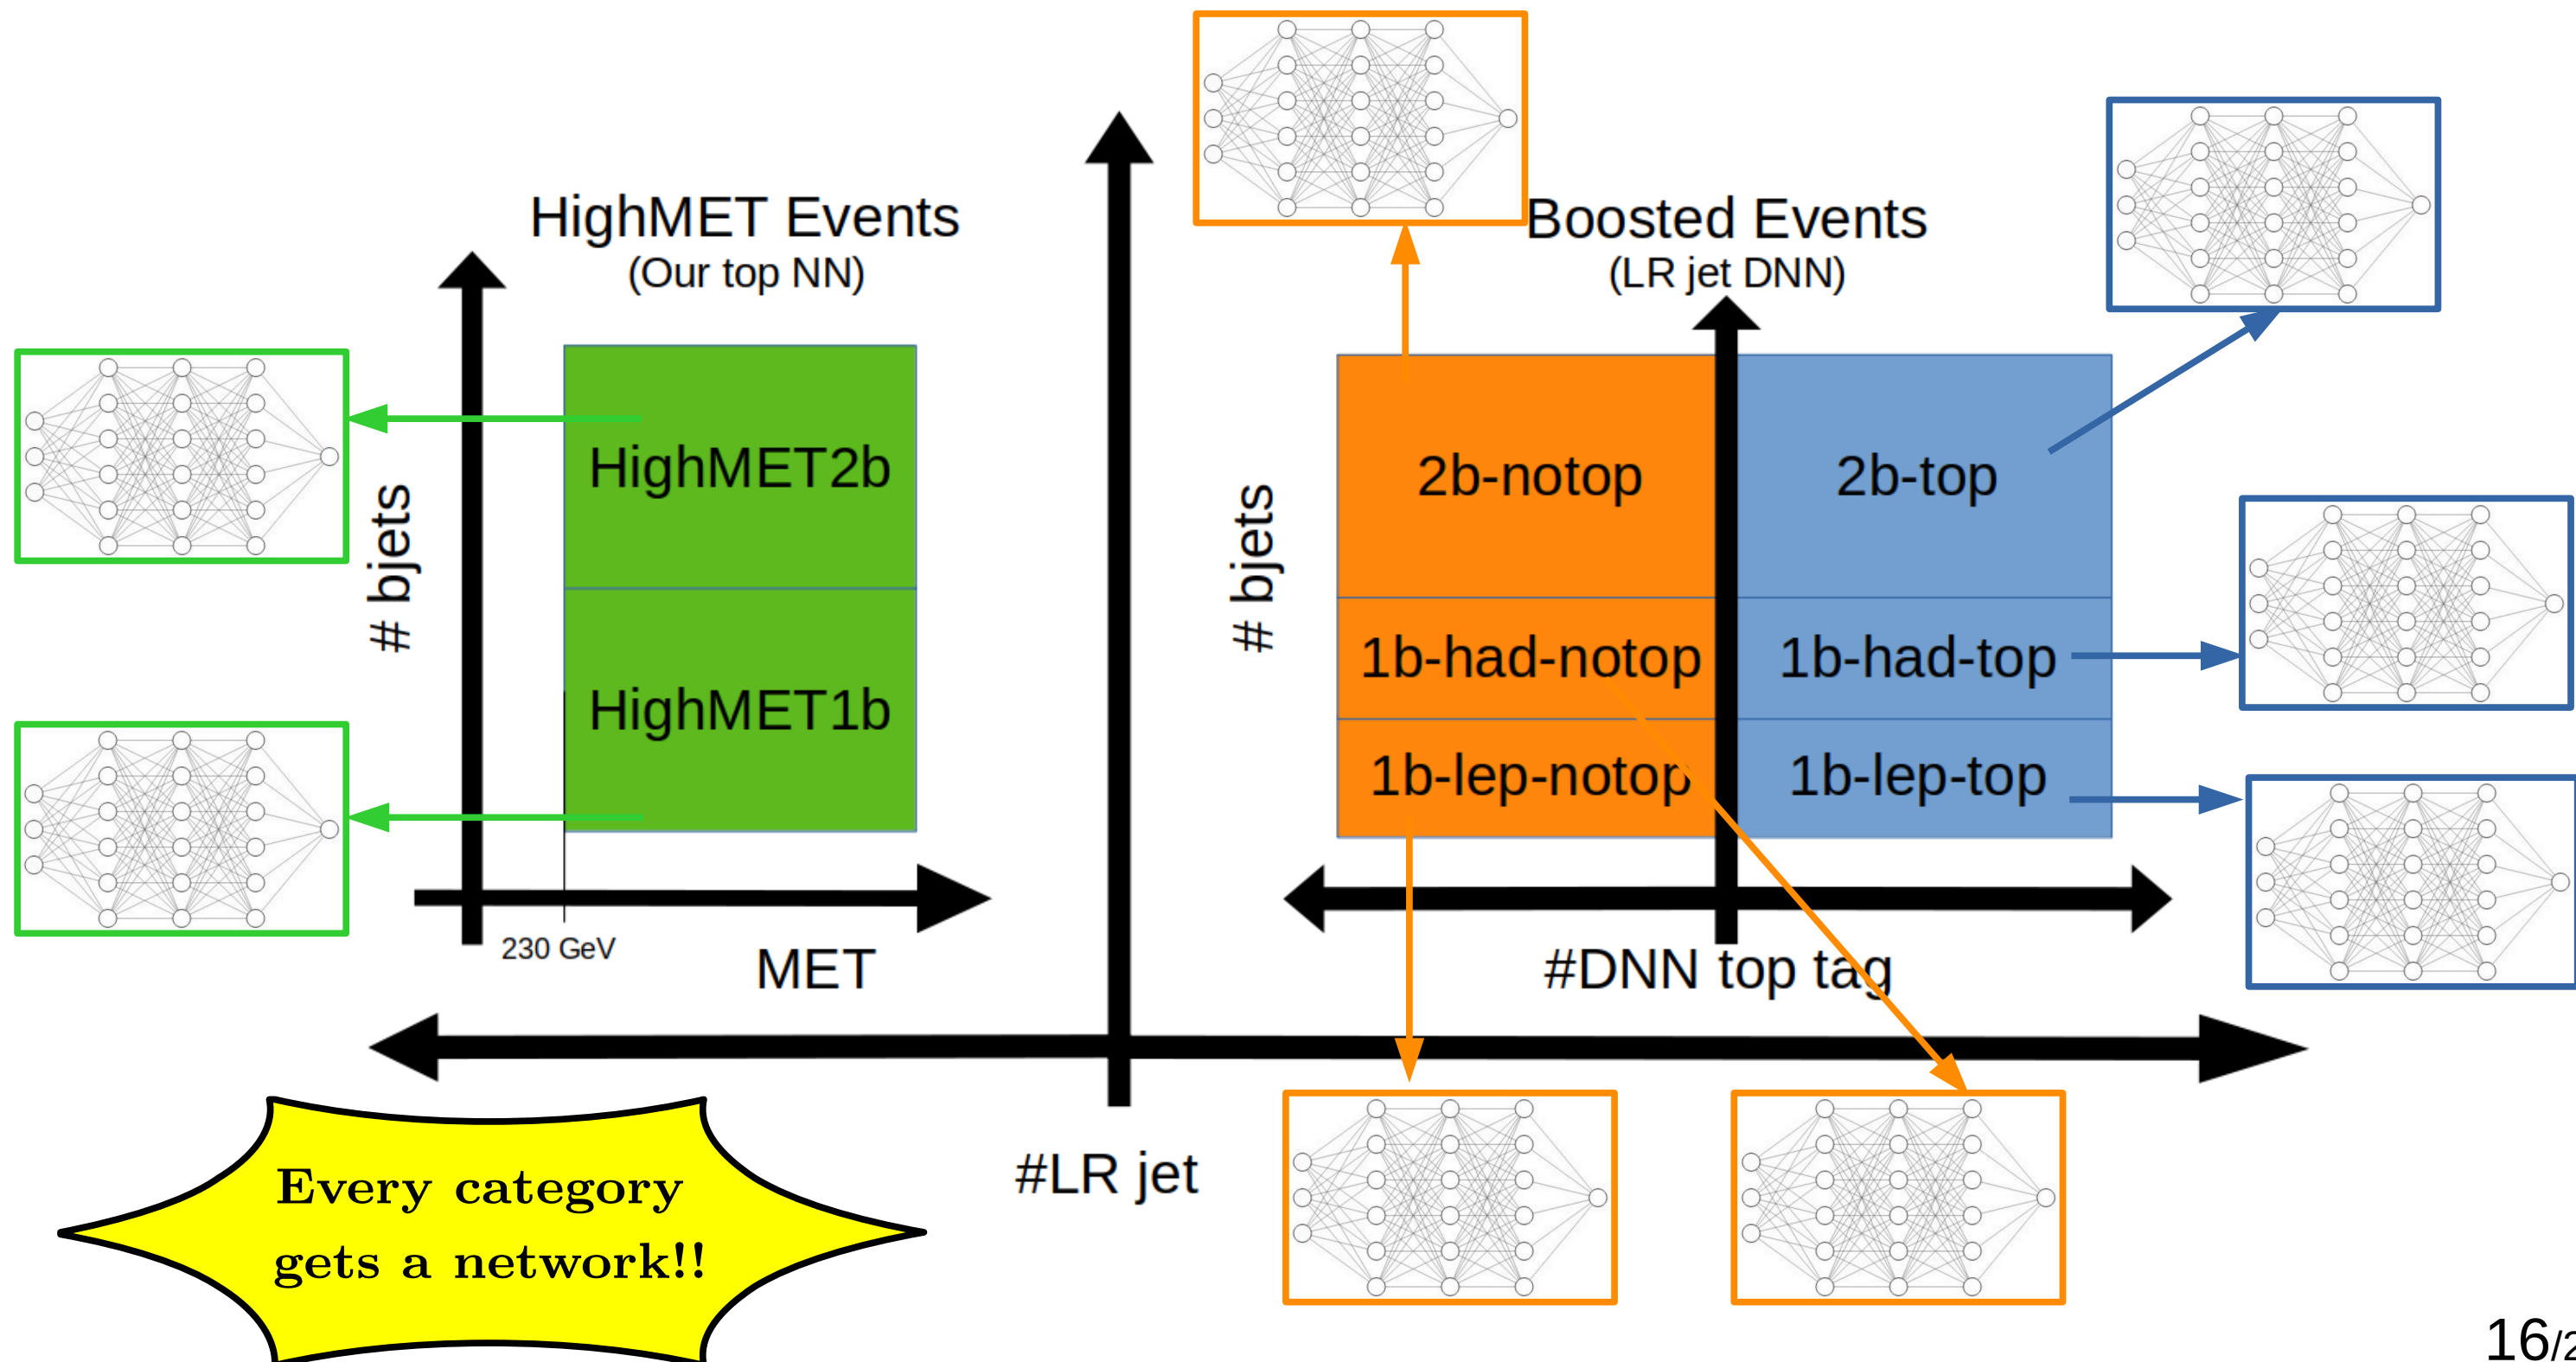 HighMET Events
(Our top NN)
# bjets
HighMET2b
HighMET1b
230 GeV
MET
Boosted Events
(LR jet DNN)
# bjets
2b-notop
2b-top
1b-had-notop
1b-had-top
1b-lep-notop
1b-lep-top
#DNN top tag
#LR jet
Every category
gets a network!!
16/2